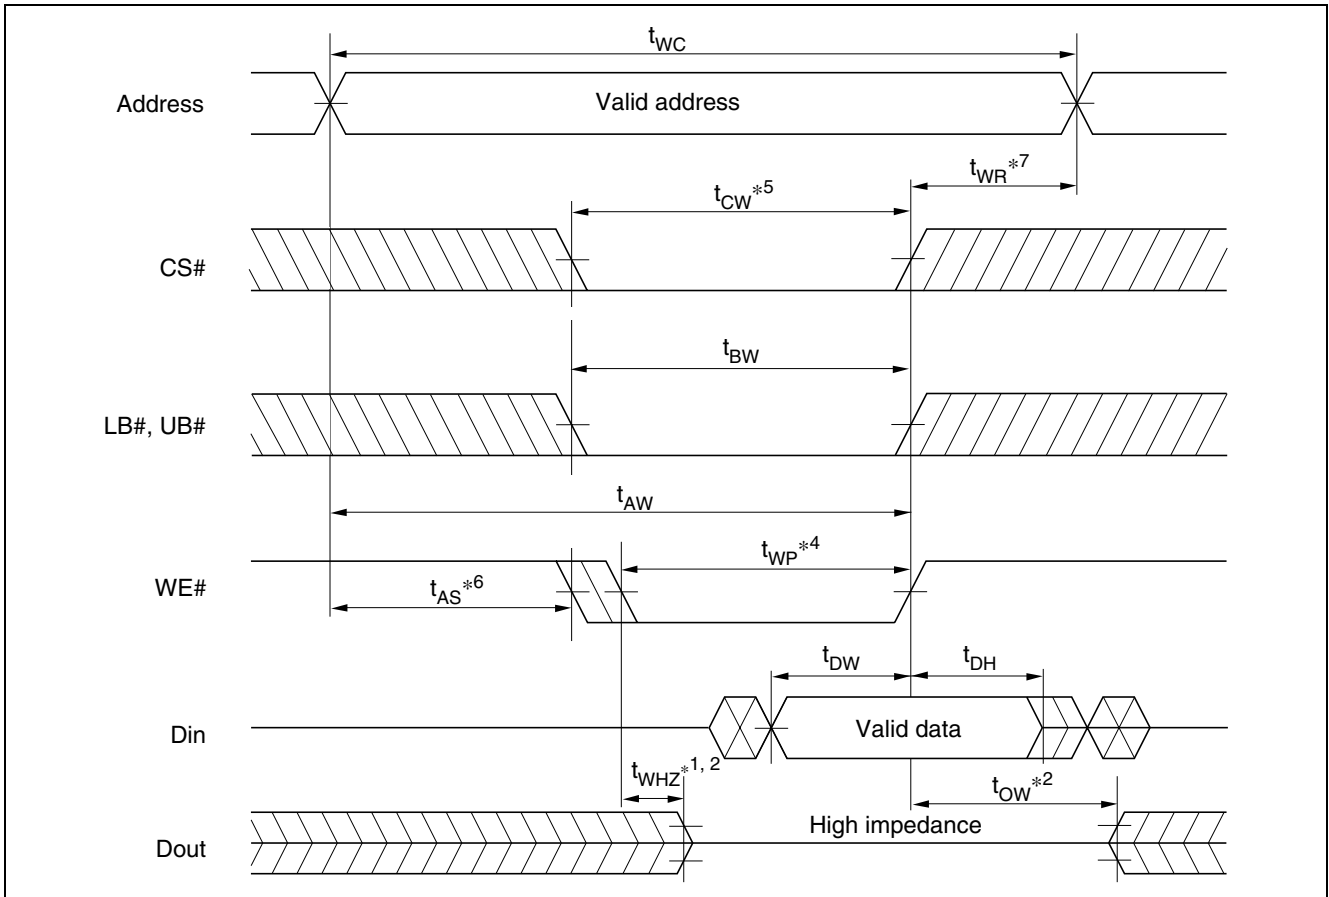 tWC
Address
Valid address
tWR*7
tCW*5
CS#
tBW
LB#, UB#
tAW
tWP*4
WE#
tAS*6
tDW
tDH
Din
Valid data
tWHZ*1, 2
tOW*2
High impedance
Dout